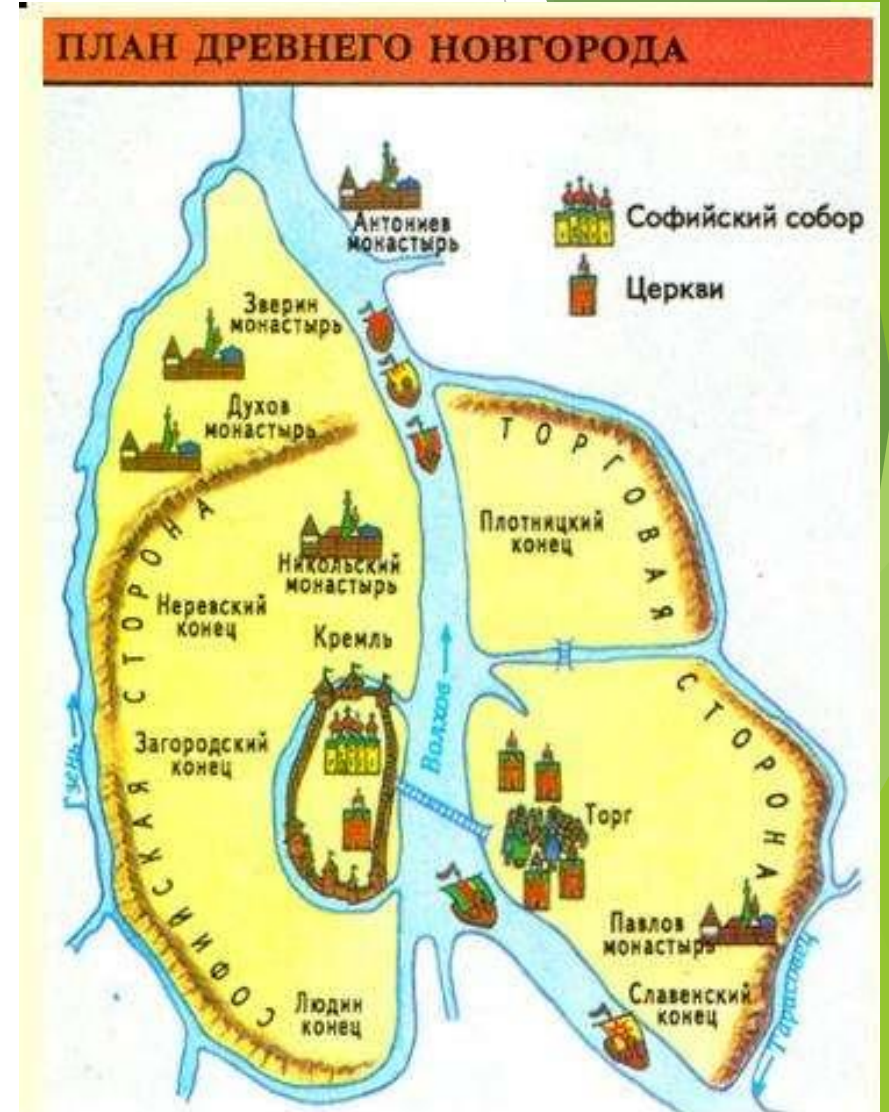 ПЛАН ДРЕВНЕГО НОВГОРОДА
Антониев
монастырь
Софийский собор
Церкви
Зверин
монастырь
Духов
монастырь
ТОРГОВАЯ
СТОРОНА
Плотницкий
конец
Никольский
монастырь
Неревский
конец
Кремль
СОФИЙСКАЯ СТОРОНА
Волхов
Гзень
Загородский
конец
Торг
Павлов
монастырь
Славенский
конец
Людин
конец
Тарасовец